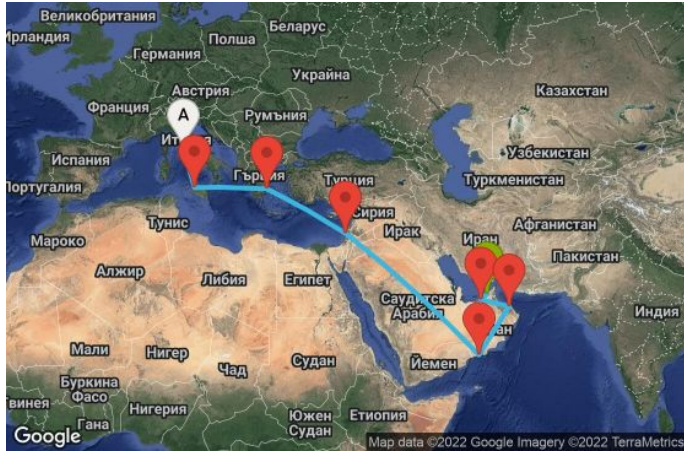 Великобритания
Ирландия
Полша
Беларус
Германия
Украйна
Австрия
Франция
Казахстан
Румъния
A
Испания
Гърция
Португалия
Турция
Узбекистан
Туркменистан
Тунис
Сирия
Мароко
Ирак
Иран
Афганистан
Пакистан
Алжир
Либия
Египет
Саудитска
Арабия
Индия
Мали
Нигер
Чад
Судан
Йемен
Буркина
Фасо
Нигерия
Гана
Южен
Судан
Етиопия
Google
Map data ©2022 Google Imagery ©2022 TerraMetrics